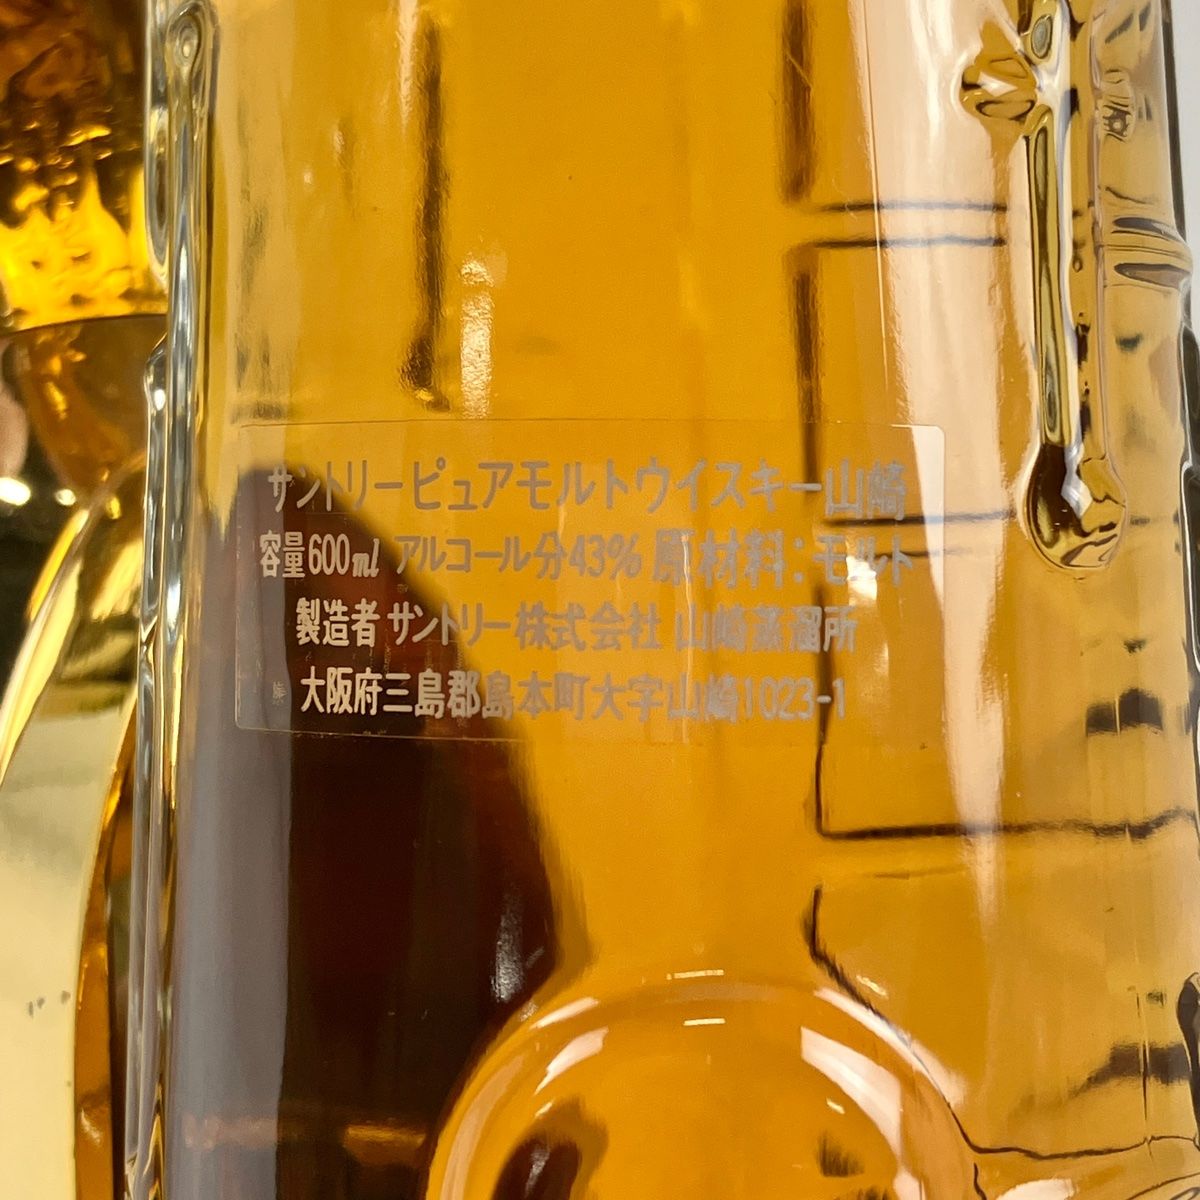 サントリーピュアモルトウイスキー山崎
容量600ml アルコール分43% 原材料:モルト
製造者 サントリー株式会社 山崎蒸溜所
大阪府三島郡島本町大字山崎1023-1